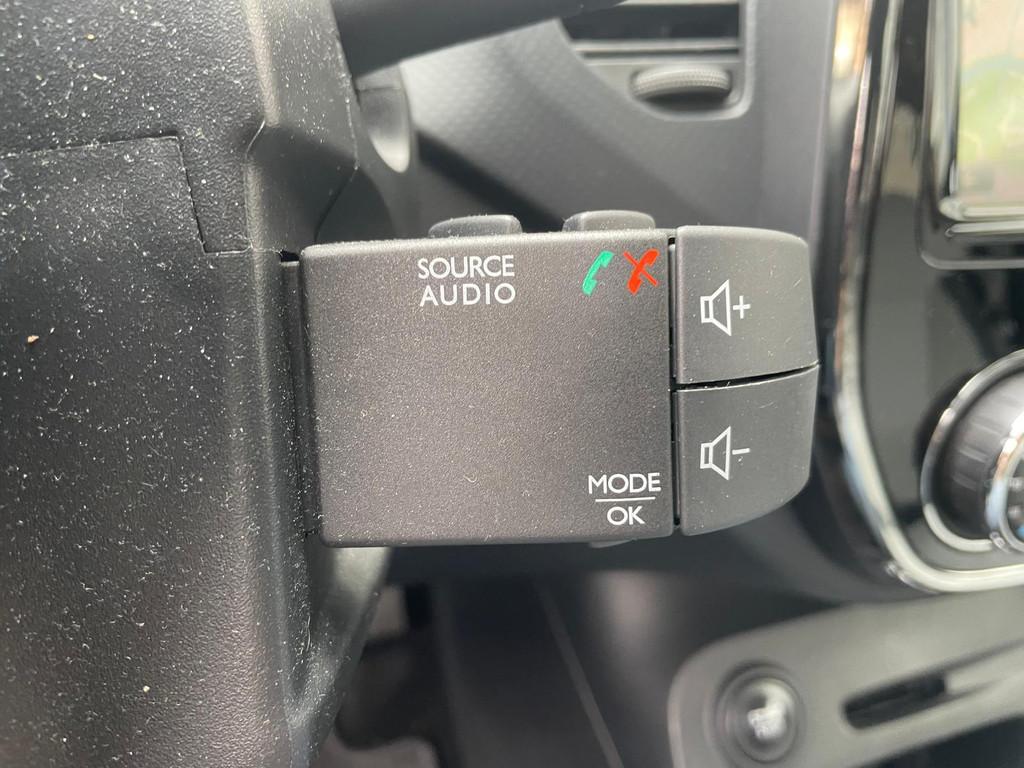 SOURCE
AUDIO
+
-
MODE
OK